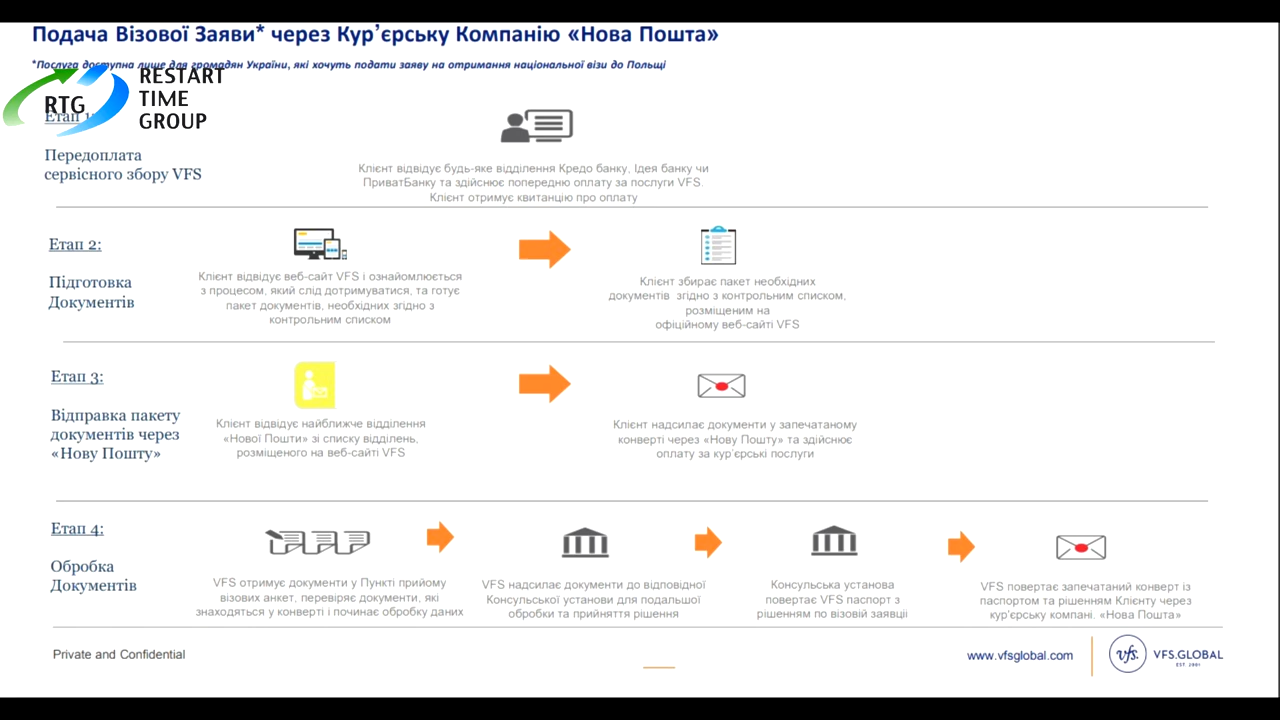 Подача Візової Заяви* через Кур’єрську Компанію «Нова Пошта»
*Послуга доступна лише для громадян України, які хочуть подати заяву на отримання національної візи до Польщі
RTG
RESTART
TIME
GROUP
Етап 1:
Передоплата
сервісного збору VFS
Клієнт відвідує будь-яке відділення Кредо банку, Ідея банку чи
ПриватБанку та здійснює попередню оплату за послуги VFS.
Клієнт отримує квитанцію про оплату
Етап 2:
Підготовка
Документів
Клієнт відвідує веб-сайт VFS і ознайомлюється
з процесом, який слід дотримуватися, та готує
пакет документів, необхідних згідно з
контрольним списком
Клієнт збирає пакет необхідних
документів згідно з контрольним списком,
розміщеним на
офіційному веб-сайті VFS
Етап 3:
Відправка пакету
документів через
«Нову Пошту»
Клієнт відвідує найближче відділення
«Нової Пошти» зі списку відділень,
розміщеного на веб-сайті VFS
Клієнт надсилає документи у запечатаному
конверті через «Нову Пошту» та здійснює
оплату за кур’єрські послуги
Етап 4:
Обробка
Документів
VFS отримує документи у Пункті прийому
візових анкет, перевіряє документи, які
знаходяться у конверті і починає обробку даних
VFS надсилає документи до відповідної
Консульської установи для подальшої
обробки та прийняття рішення
Консульська установа
повертає VFS паспорт з
рішенням по візовій заявці
VFS повертає запечатаний конверт із
паспортом та рішенням Клієнту через
кур'єрську компані. «Нова Пошта»
Private and Confidential
www.vfsglobal.com
vfs.
VFS.GLOBAL
EST. 2001